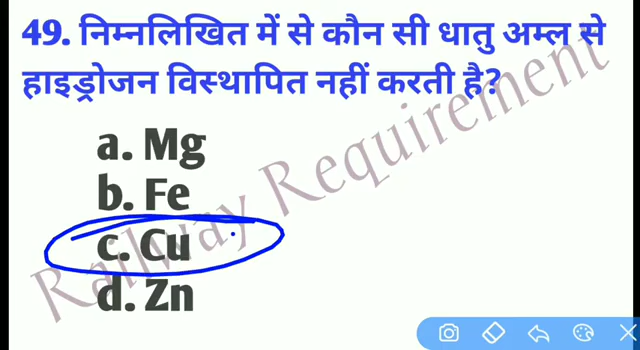 49. निम्नलिखित में से कौन सी धातु अम्ल से
हाइड्रोजन विस्थापित नहीं करती है?
a. Mg
b. Fe
c. Cu
d. Zn
Railway Requirement